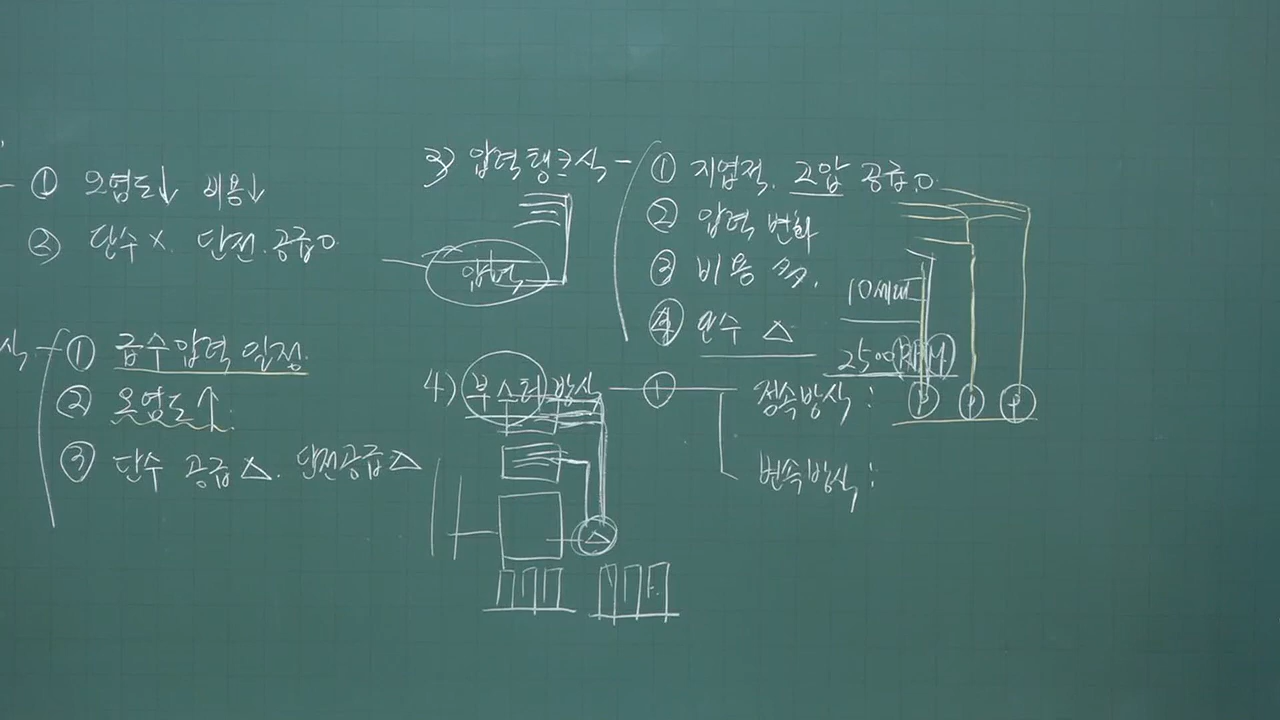 ① 오염도↓ 비용↓
② 단수 X. 단전.공급O.
식 ① 급수압력 일정.
② 오염도↑.
③ 단수 공급△. 단전공급△
3) 압력탱크식 -
압력
① 지엽적. 고압 공급.O.
② 압력 변화
③ 비용 多.
④ 단수 △
10세대
2500 RPM
4) 부스터 방식 ① 정속방식 :
P P P
변속방식 :